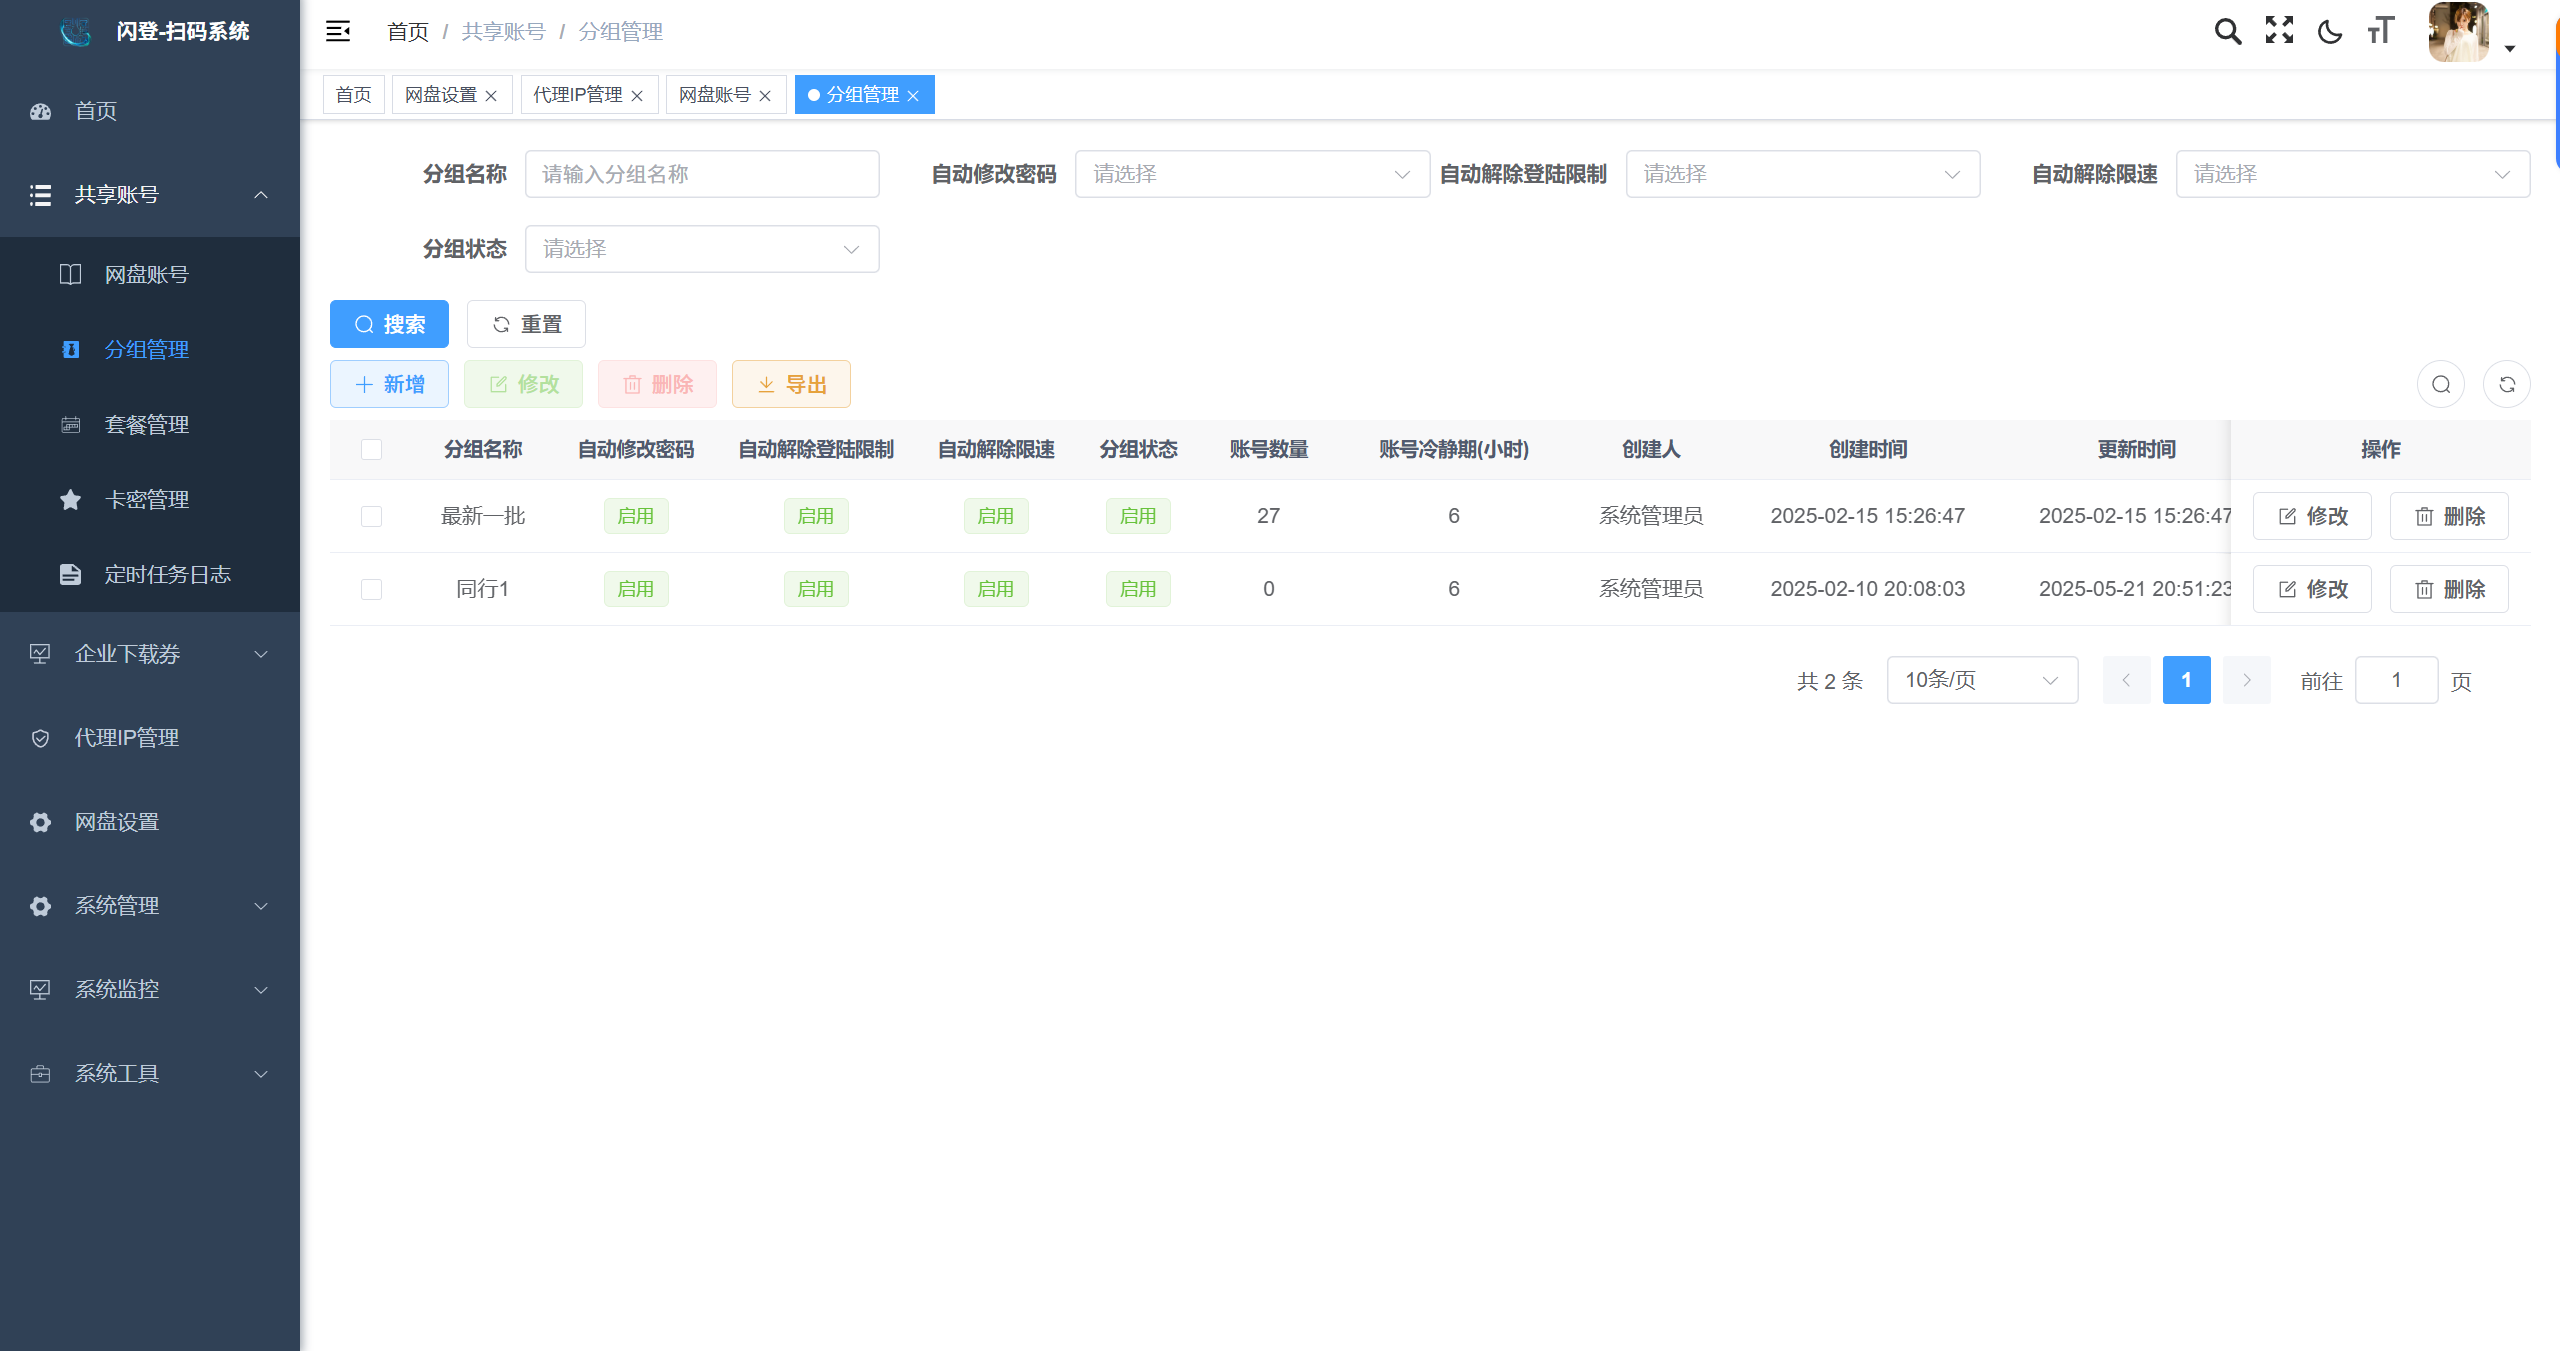 闪登-扫码系统
首页
共享账号
网盘账号
分组管理
套餐管理
卡密管理
定时任务日志
企业下载券
代理IP管理
网盘设置
系统管理
系统监控
系统工具
首页 / 共享账号 / 分组管理
首页 网盘设置 代理IP管理 网盘账号 分组管理
分组名称 请输入分组名称 自动修改密码 请选择 自动解除登陆限制 请选择 自动解除限速 请选择
分组状态 请选择
搜索 重置
新增 修改 删除 导出
分组名称 自动修改密码 自动解除登陆限制 自动解除限速 分组状态 账号数量 账号冷静期(小时) 创建人 创建时间 更新时间 操作
最新一批 启用 启用 启用 启用 27 6 系统管理员 2025-02-15 15:26:47 2025-02-15 15:26:47 修改 删除
同行1 启用 启用 启用 启用 0 6 系统管理员 2025-02-10 20:08:03 2025-05-21 20:51:23 修改 删除
共 2 条 10条/页 1 前往 1 页